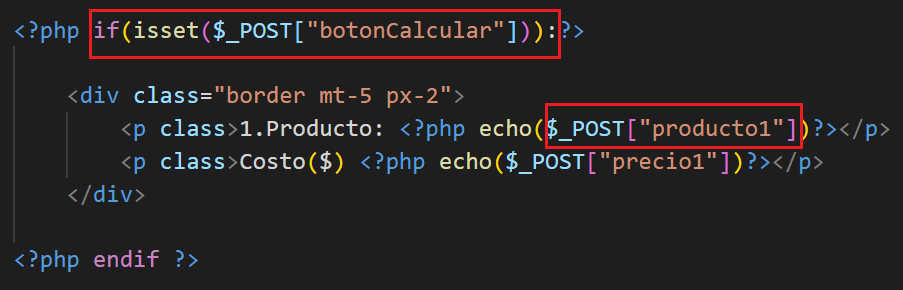 <?php if(isset($_POST["botonCalcular"])):?>
<div class="border mt-5 px-2">
<p class>1.Producto: <?php echo($_POST["producto1"])?></p>
<p class>Costo($) <?php echo($_POST["precio1"])?></p>
</div>
<?php endif ?>